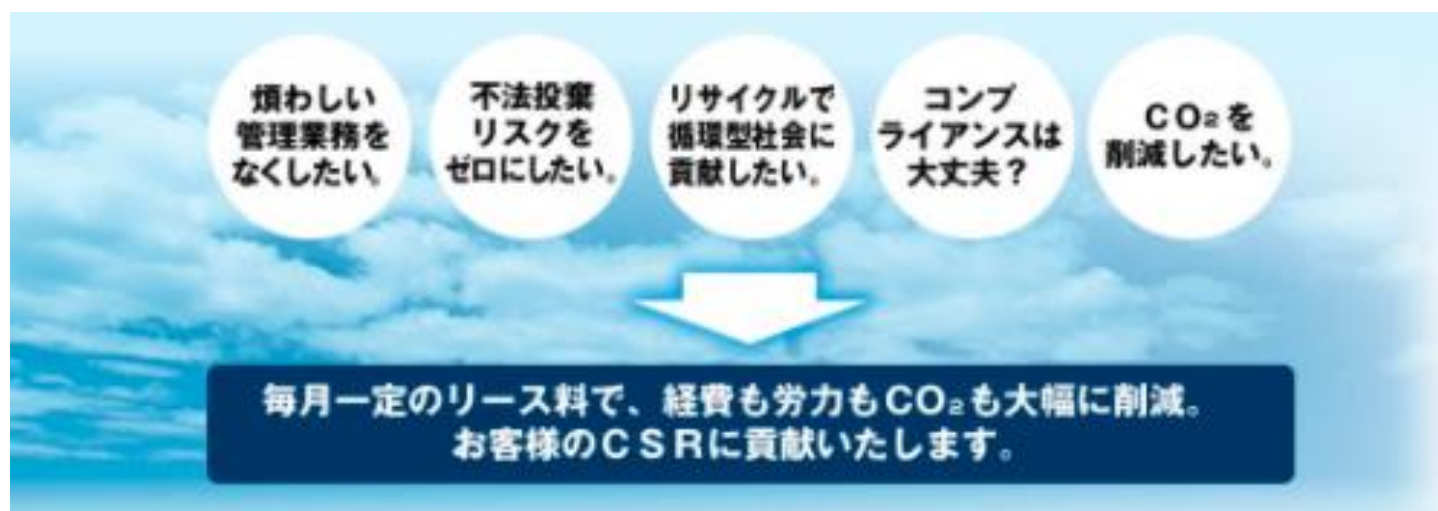 煩わしい
管理業務を
なくしたい。
不法投棄
リスクを
ゼロにしたい。
リサイクルで
循環型社会に
貢献したい。
コンプ
ライアンスは
大丈夫？
CO₂を
削減したい。
毎月一定のリース料で、経費も労力もCO₂も大幅に削減。
お客様のCSRに貢献いたします。